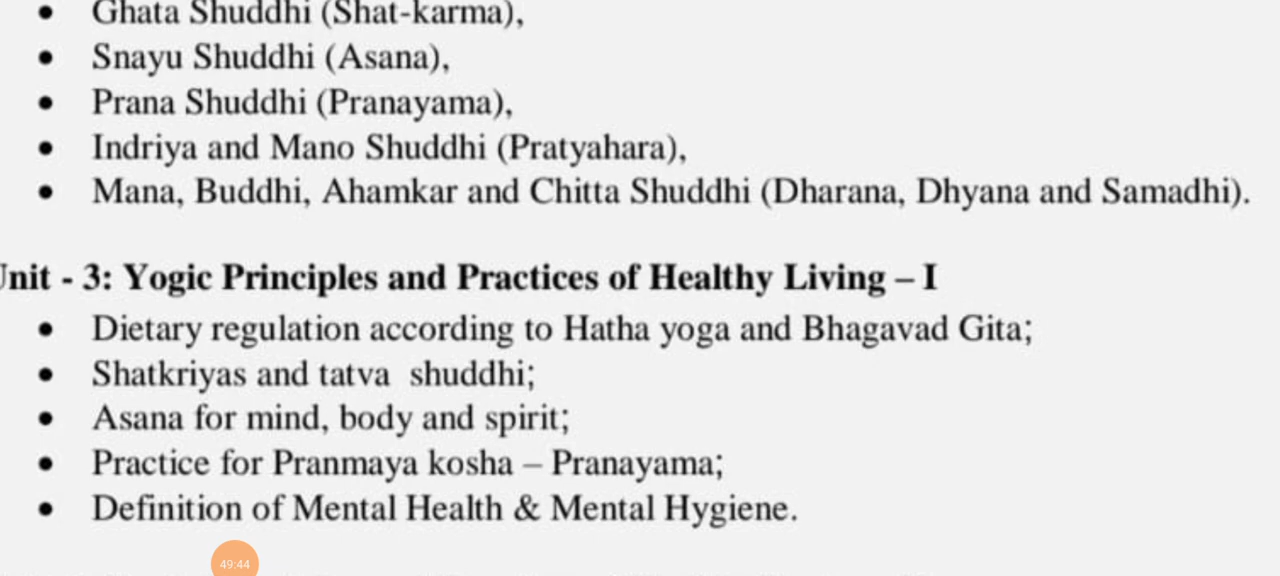 • Ghata Shuddhi (Shat-karma),
• Snayu Shuddhi (Asana),
• Prana Shuddhi (Pranayama),
• Indriya and Mano Shuddhi (Pratyahara),
• Mana, Buddhi, Ahamkar and Chitta Shuddhi (Dharana, Dhyana and Samadhi).
Unit - 3: Yogic Principles and Practices of Healthy Living – I
• Dietary regulation according to Hatha yoga and Bhagavad Gita;
• Shatkriyas and tatva shuddhi;
• Asana for mind, body and spirit;
• Practice for Pranmaya kosha – Pranayama;
• Definition of Mental Health & Mental Hygiene.
49:44